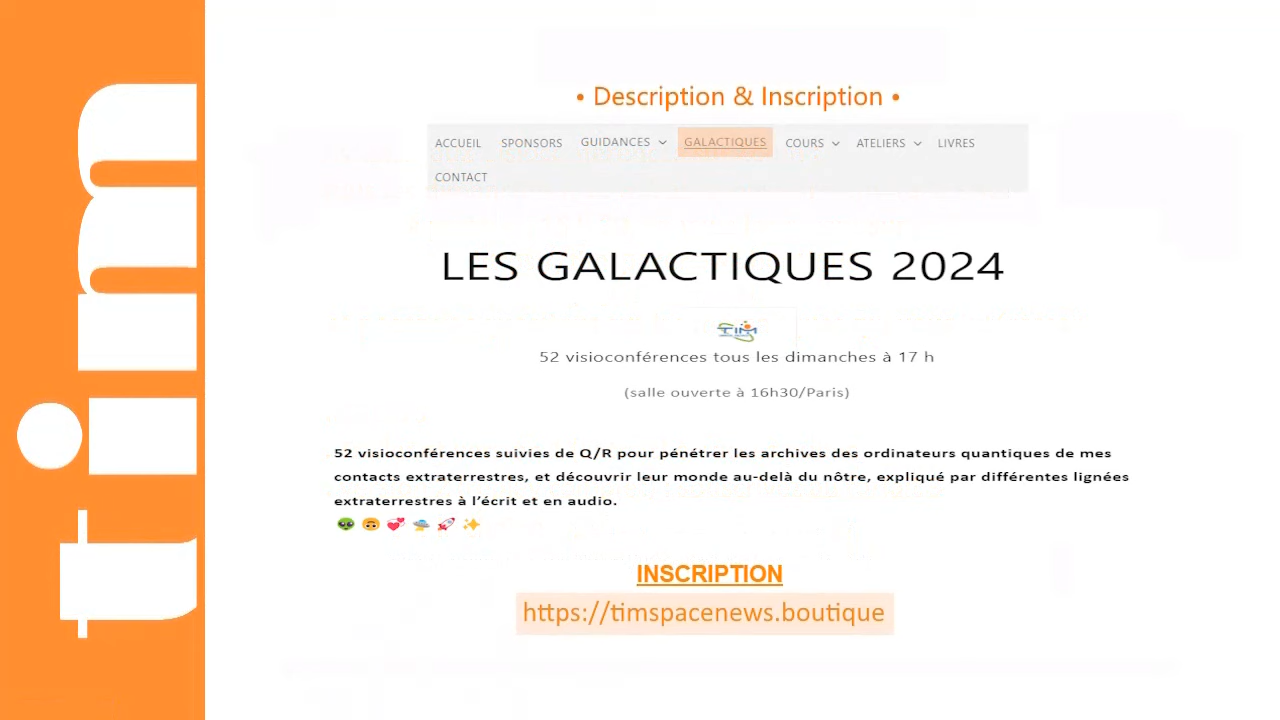 tim
• Description & Inscription •
ACCUEIL SPONSORS GUIDANCES GALACTIQUES COURS ATELIERS LIVRES
CONTACT
LES GALACTIQUES 2024
TIM
52 visioconférences tous les dimanches à 17 h
(salle ouverte à 16h30/Paris)
52 visioconférences suivies de Q/R pour pénétrer les archives des ordinateurs quantiques de mes
contacts extraterrestres, et découvrir leur monde au-delà du nôtre, expliqué par différentes lignées
extraterrestres à l’écrit et en audio.
👽 🙃 💞 🛸 🚀 ✨
INSCRIPTION
https://timspacenews.boutique